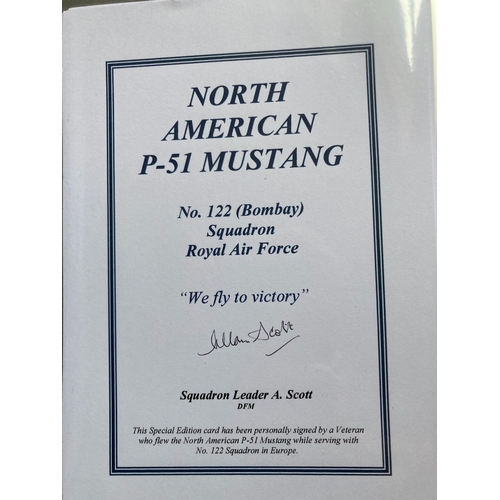 NORTH
AMERICAN
P-51 MUSTANG
No. 122 (Bombay)
Squadron
Royal Air Force
"We fly to victory"
Allan Scott
Squadron Leader A. Scott
DFM
This Special Edition card has been personally signed by a Veteran
who flew the North American P-51 Mustang while serving with
No. 122 Squadron in Europe.